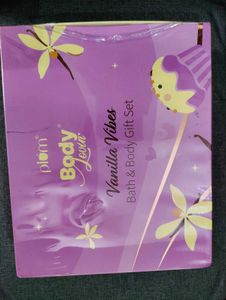 plum®
Body
Lovin'
Vanilla Vibes
Bath & Body Gift Set